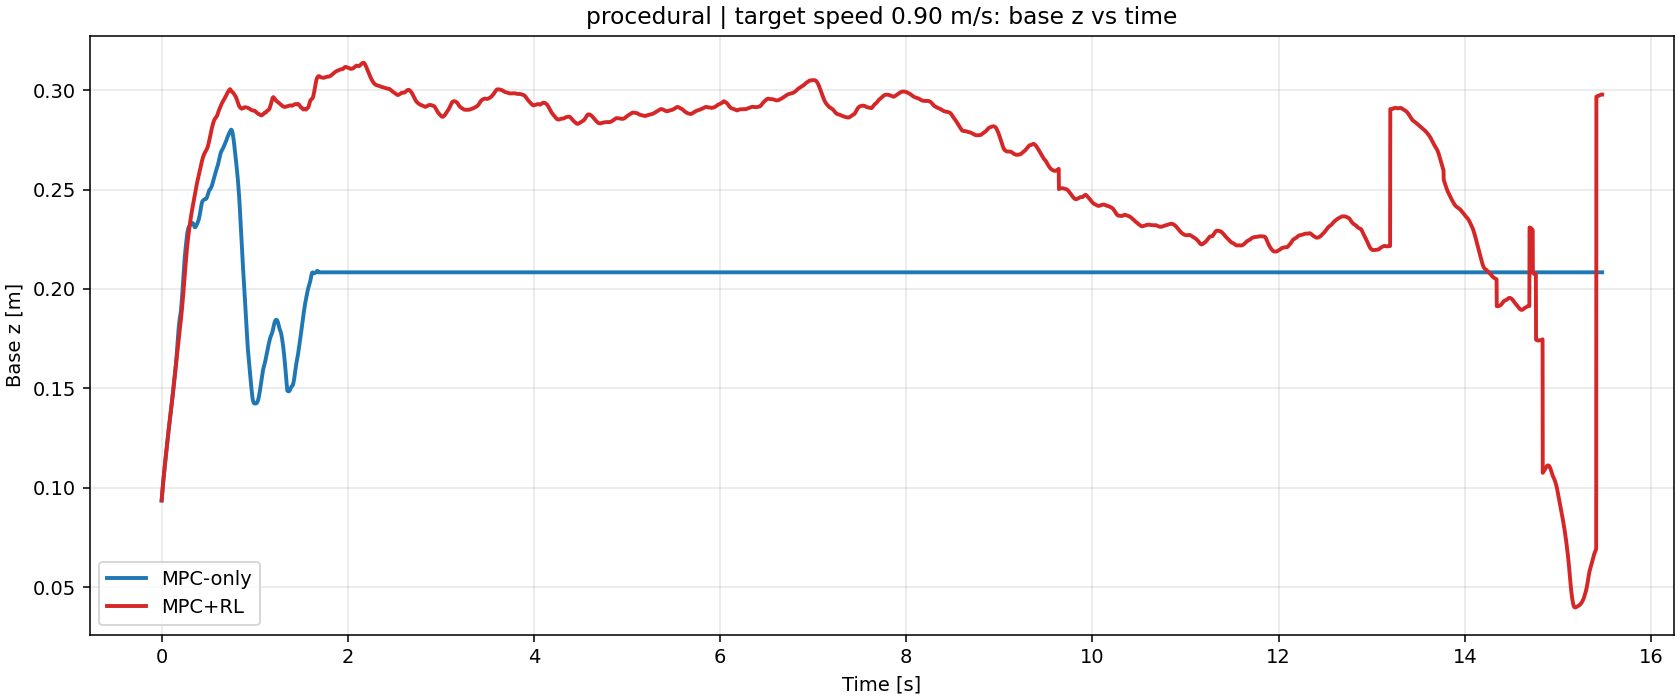 procedural | target speed 0.90 m/s: base z vs time
Base z [m]
0.30
0.25
0.20
0.15
0.10
0.05
MPC-only
MPC+RL
0 2 4 6 8 10 12 14 16
Time [s]